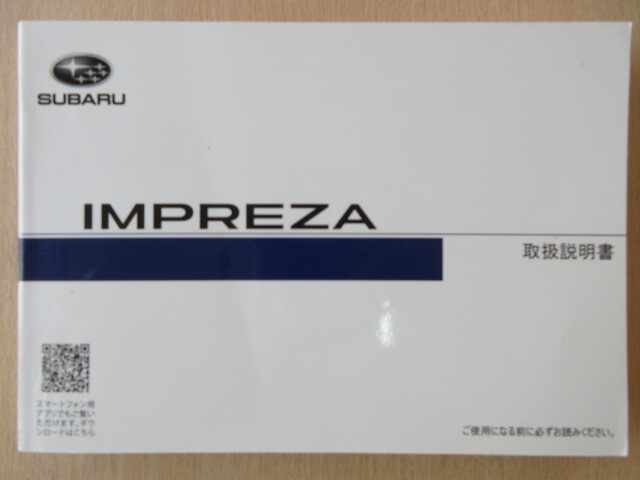 SUBARU
IMPREZA
取扱説明書
スマートフォン用
アプリでもご覧い
ただけます。ダウ
ンロードはこちら
ご使用になる前に必ずお読みください。